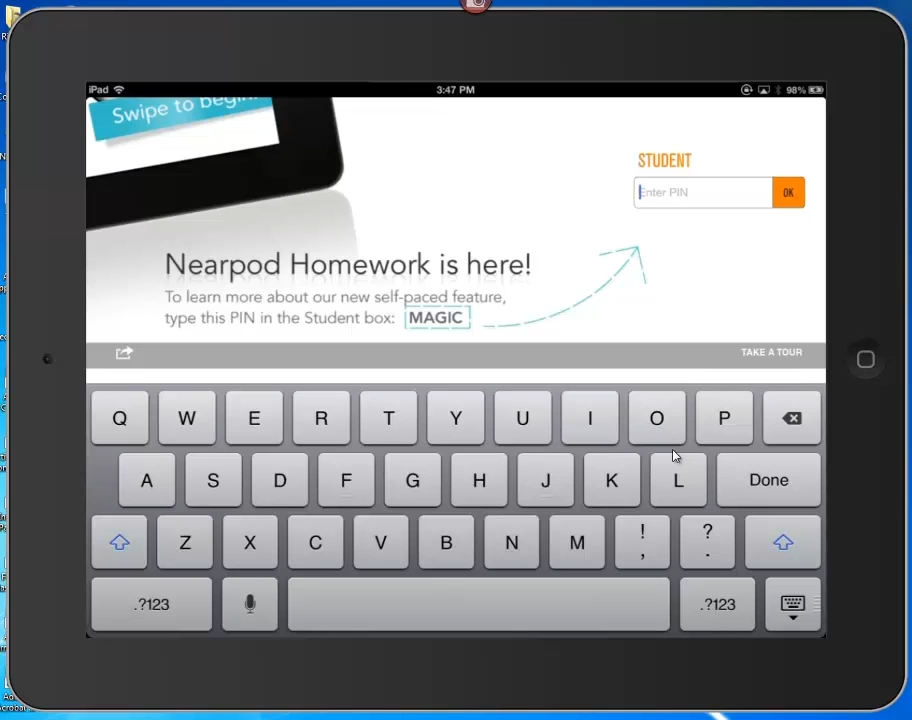 iPad 3:47 PM 98%
Swipe to begin
STUDENT
Enter PIN OK
Nearpod Homework is here!
To learn more about our new self-paced feature,
type this PIN in the Student box: MAGIC
TAKE A TOUR
Q W E R T Y U I O P
A S D F G H J K L Done
Z X C V B N M ! , ? .
.?123 .?123